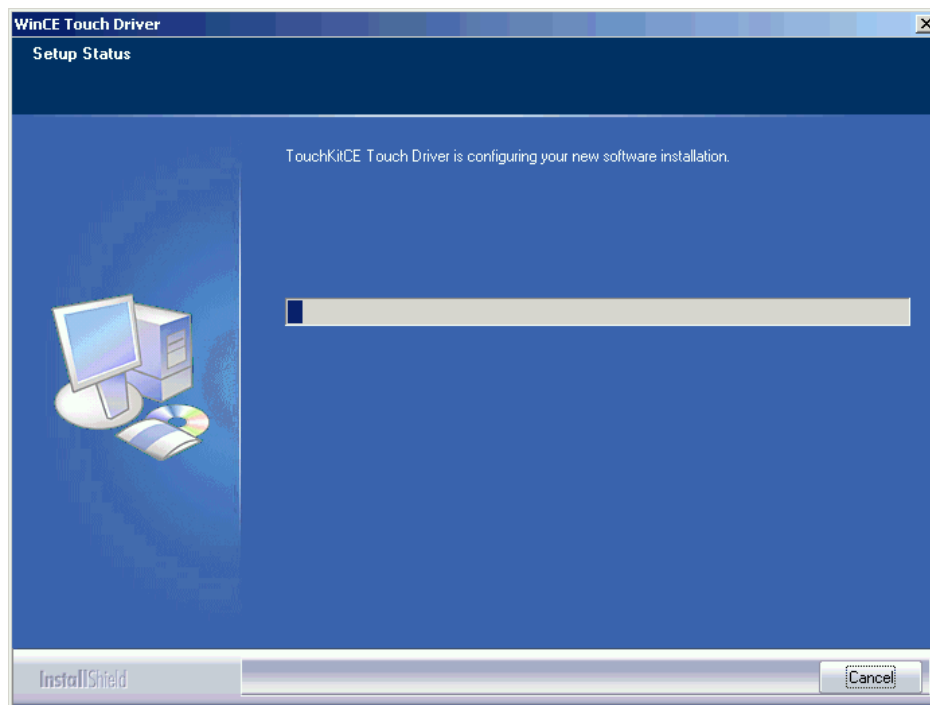 WinCE Touch Driver
Setup Status
TouchKitCE Touch Driver is configuring your new software installation.
InstallShield
Cancel